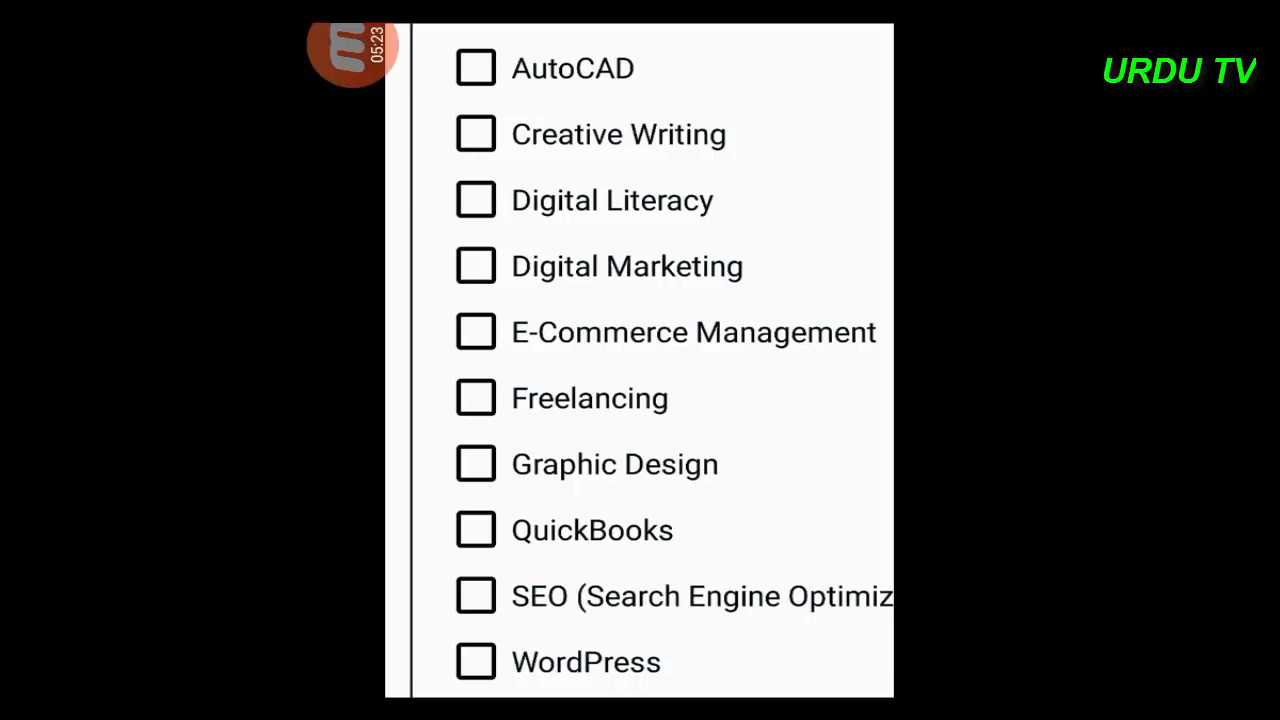 05:23
URDU TV
AutoCAD
Creative Writing
Digital Literacy
Digital Marketing
E-Commerce Management
Freelancing
Graphic Design
QuickBooks
SEO (Search Engine Optimiz
WordPress